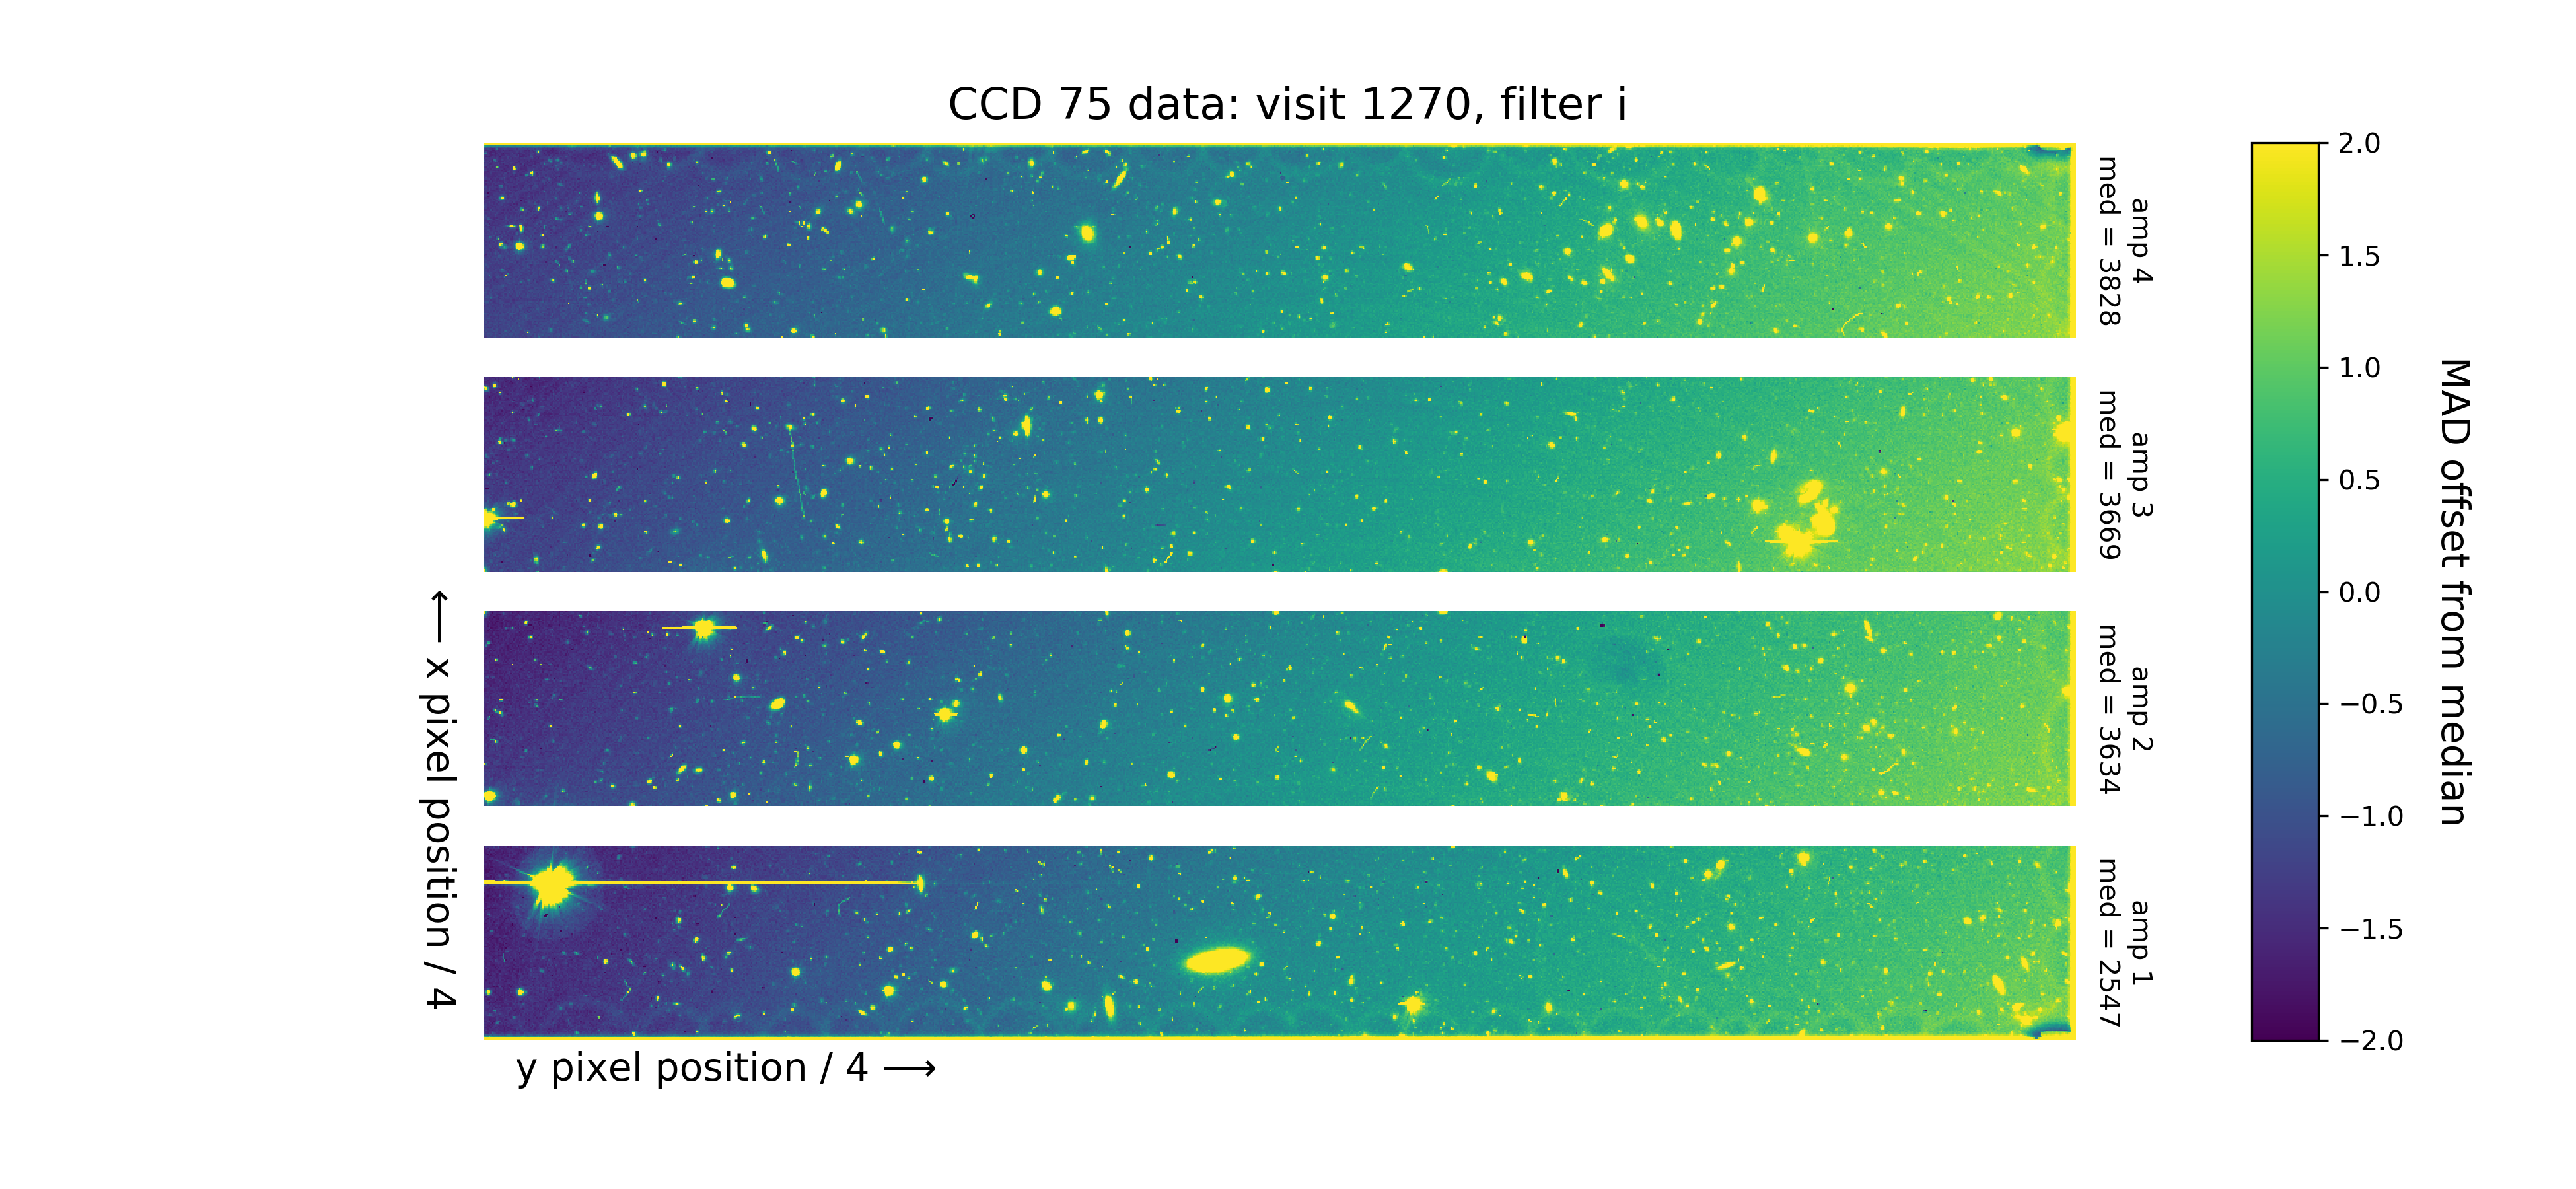 CCD 75 data: visit 1270, filter i
amp 4
med = 3828
amp 3
med = 3669
amp 2
med = 3634
amp 1
med = 2547
⟵ x pixel position / 4
y pixel position / 4 ⟶
2.0
1.5
1.0
0.5
0.0
−0.5
−1.0
−1.5
−2.0
MAD offset from median